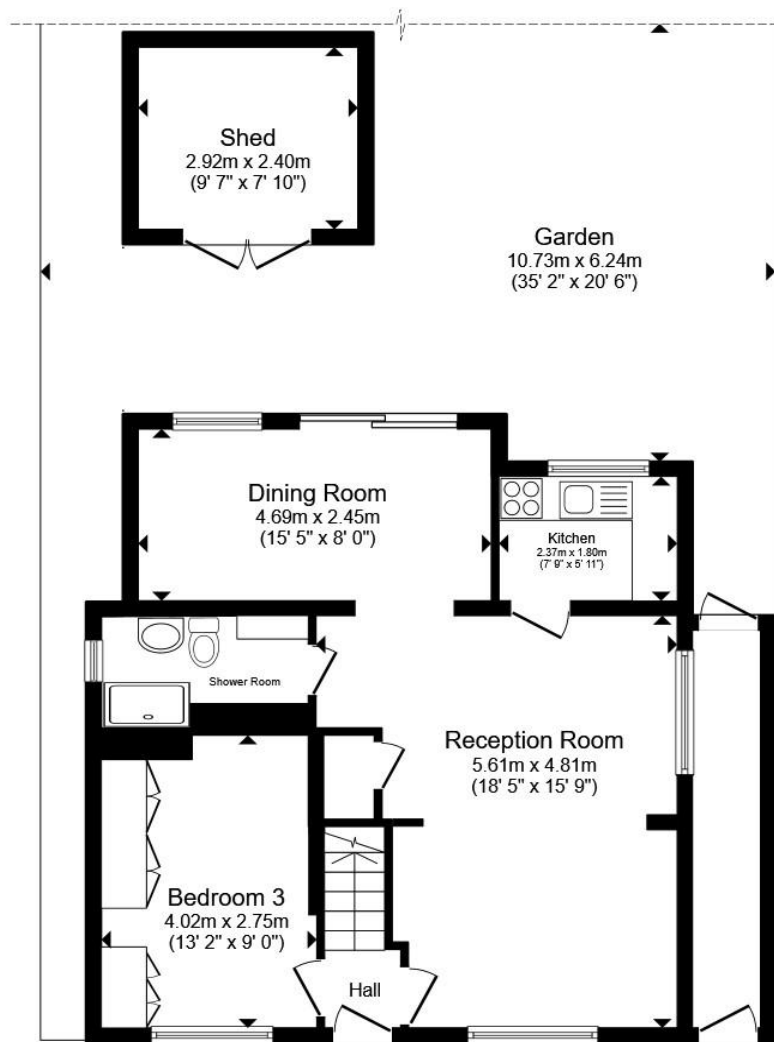 Shed
2.92m x 2.40m
(9' 7" x 7' 10")
Garden
10.73m x 6.24m
(35' 2" x 20' 6")
Dining Room
4.69m x 2.45m
(15' 5" x 8' 0")
Kitchen
2.37m x 1.80m
(7' 9" x 5' 11")
Shower Room
Reception Room
5.61m x 4.81m
(18' 5" x 15' 9")
Bedroom 3
4.02m x 2.75m
(13' 2" x 9' 0")
Hall